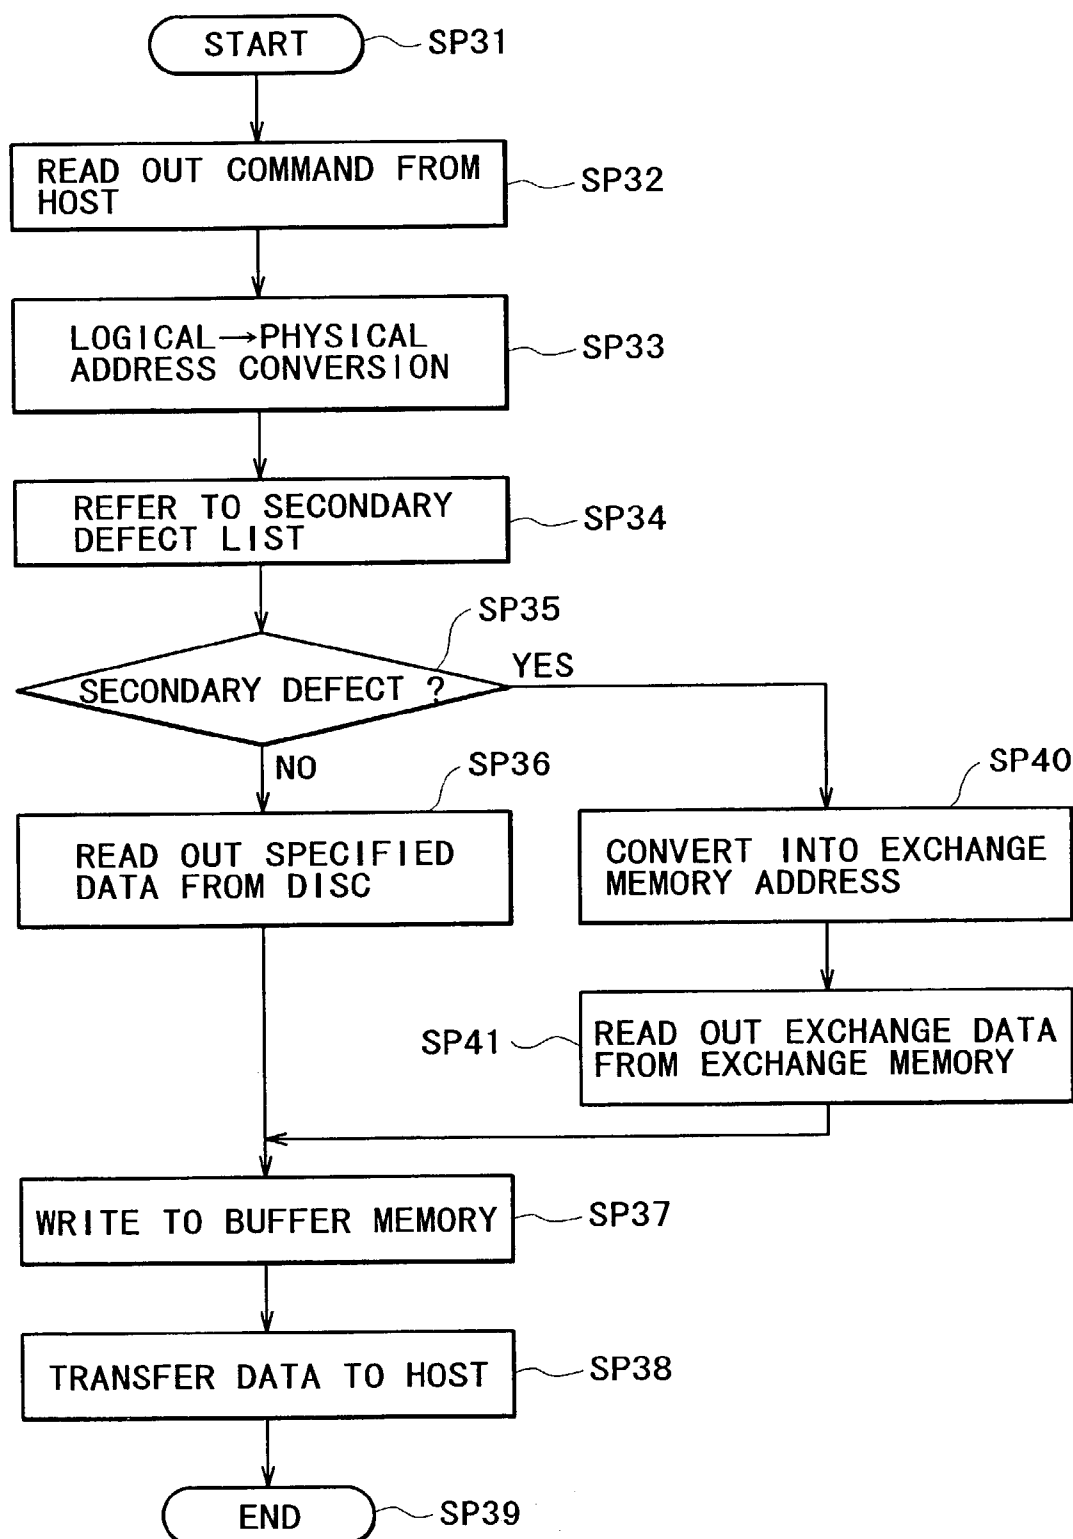 START
SP31
READ OUT COMMAND FROM
HOST
SP32
LOGICAL→PHYSICAL
ADDRESS CONVERSION
SP33
REFER TO SECONDARY
DEFECT LIST
SP34
SP35
SECONDARY DEFECT ?
YES
NO
SP36
READ OUT SPECIFIED
DATA FROM DISC
SP40
CONVERT INTO EXCHANGE
MEMORY ADDRESS
SP41
READ OUT EXCHANGE DATA
FROM EXCHANGE MEMORY
WRITE TO BUFFER MEMORY
SP37
TRANSFER DATA TO HOST
SP38
END
SP39